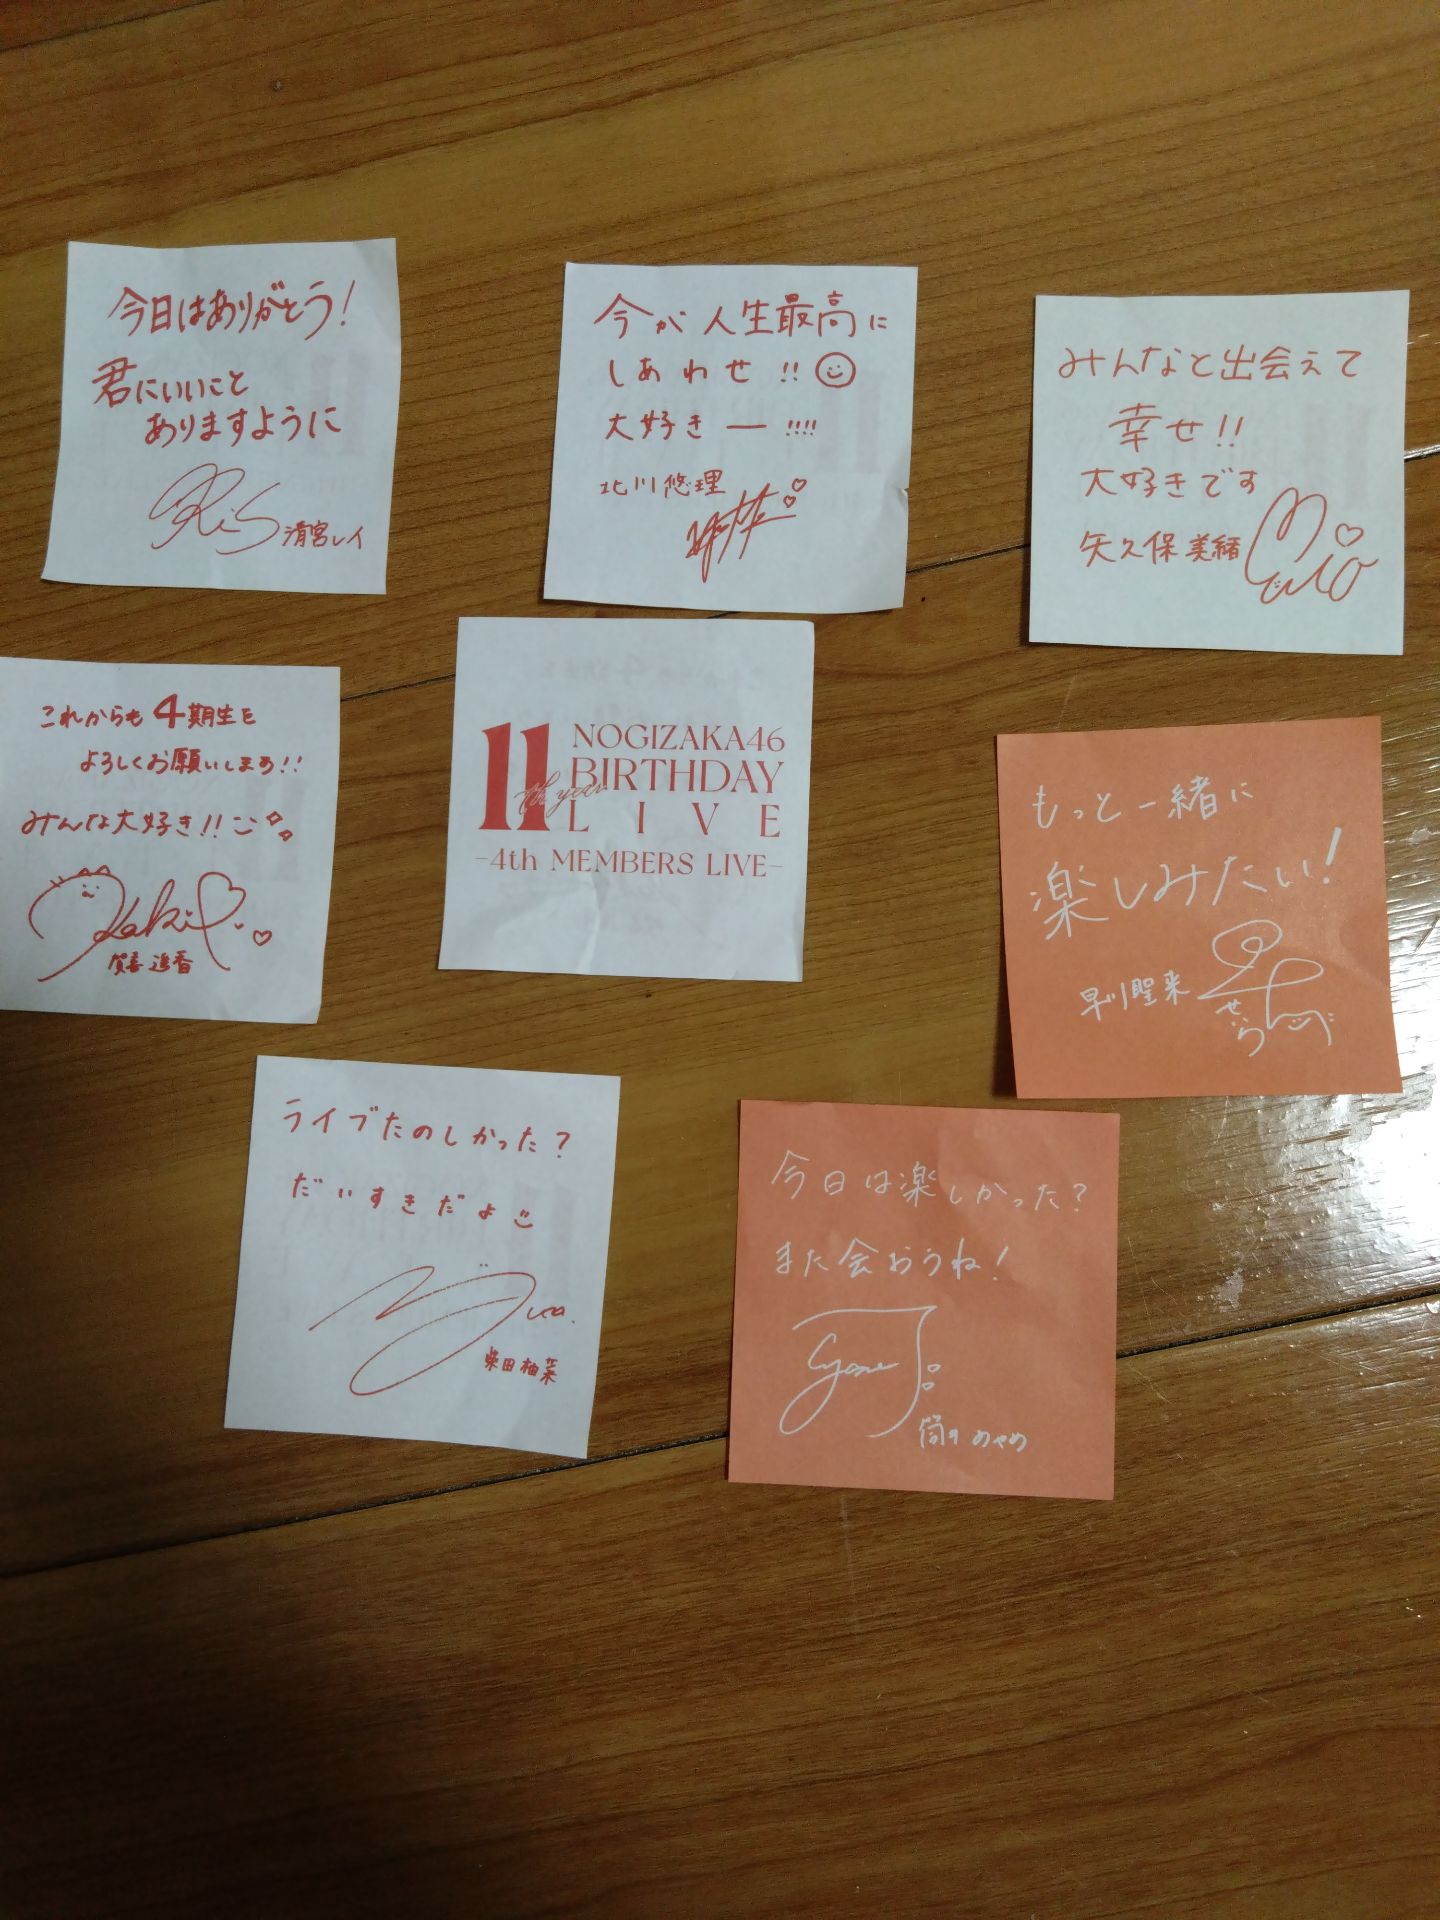 今日はありがとう!
君にいいこと
ありますように
Rei
清宮レイ
今が人生最高に
しあわせ!!
大好きー!!!!
北川悠理
みんなと出会えて
幸せ!!
大好きです
矢久保美緒
Mio
これからも4期生を
よろしくお願いします!!
みんな大好き!!
Kaki
賀喜遥香
11th year
NOGIZAKA46
BIRTHDAY
LIVE
-4th MEMBERS LIVE-
もっと一緒に
楽しみたい!
早川聖来
せいら
ライブたのしかった?
だいすきだよ
柴田柚菜
今日は楽しかった?
また会おうね!
筒井あやめ